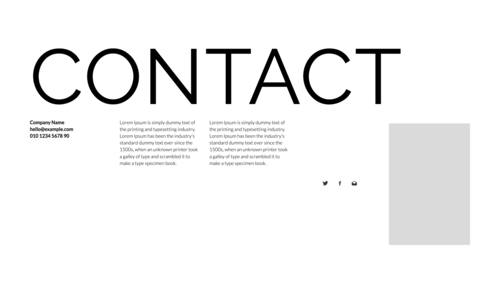 CONTACT
Company Name
hello@example.com
010 1234 5678 90
Lorem Ipsum is simply dummy text of
the printing and typesetting industry.
Lorem Ipsum has been the industry's
standard dummy text ever since the
1500s, when an unknown printer took
a galley of type and scrambled it to
make a type specimen book.
Lorem Ipsum is simply dummy text of
the printing and typesetting industry.
Lorem Ipsum has been the industry's
standard dummy text ever since the
1500s, when an unknown printer took
a galley of type and scrambled it to
make a type specimen book.